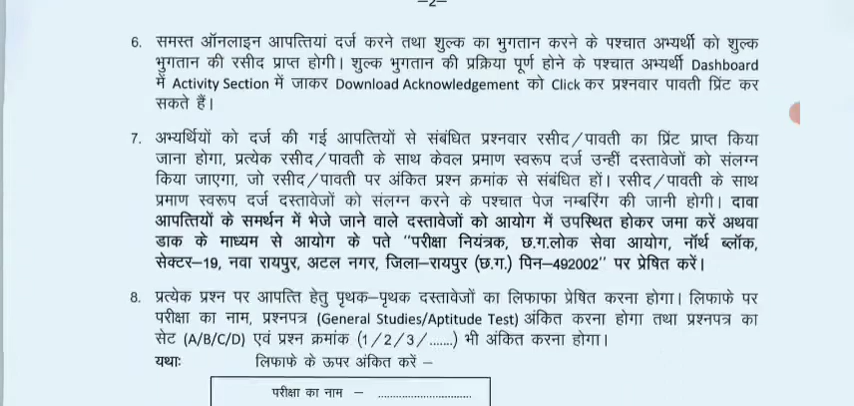 –2–
6. समस्त ऑनलाइन आपत्तियां दर्ज करने तथा शुल्क का भुगतान करने के पश्चात अभ्यर्थी को शुल्क
भुगतान की रसीद प्राप्त होगी। शुल्क भुगतान की प्रक्रिया पूर्ण होने के पश्चात अभ्यर्थी Dashboard
में Activity Section में जाकर Download Acknowledgement को Click कर प्रश्नवार पावती प्रिंट कर
सकते हैं।
7. अभ्यर्थियों को दर्ज की गई आपत्तियों से संबंधित प्रश्नवार रसीद/पावती का प्रिंट प्राप्त किया
जाना होगा, प्रत्येक रसीद/पावती के साथ केवल प्रमाण स्वरूप दर्ज उन्हीं दस्तावेजों को संलग्न
किया जाएगा, जो रसीद/पावती पर अंकित प्रश्न क्रमांक से संबंधित हों। रसीद/पावती के साथ
प्रमाण स्वरूप दर्ज दस्तावेजों को संलग्न करने के पश्चात पेज नम्बरिंग की जानी होगी। दावा
आपत्तियों के समर्थन में भेजे जाने वाले दस्तावेजों को आयोग में उपस्थित होकर जमा करें अथवा
डाक के माध्यम से आयोग के पते "परीक्षा नियंत्रक, छ.ग.लोक सेवा आयोग, नॉर्थ ब्लॉक,
सेक्टर–19, नवा रायपुर, अटल नगर, जिला–रायपुर (छ.ग.) पिन–492002" पर प्रेषित करें।
8. प्रत्येक प्रश्न पर आपत्ति हेतु पृथक–पृथक दस्तावेजों का लिफाफा प्रेषित करना होगा। लिफाफे पर
परीक्षा का नाम, प्रश्नपत्र (General Studies/Aptitude Test) अंकित करना होगा तथा प्रश्नपत्र का
सेट (A/B/C/D) एवं प्रश्न क्रमांक (1/2/3/.......) भी अंकित करना होगा।
यथाः लिफाफे के ऊपर अंकित करें –
परीक्षा का नाम – ..............................